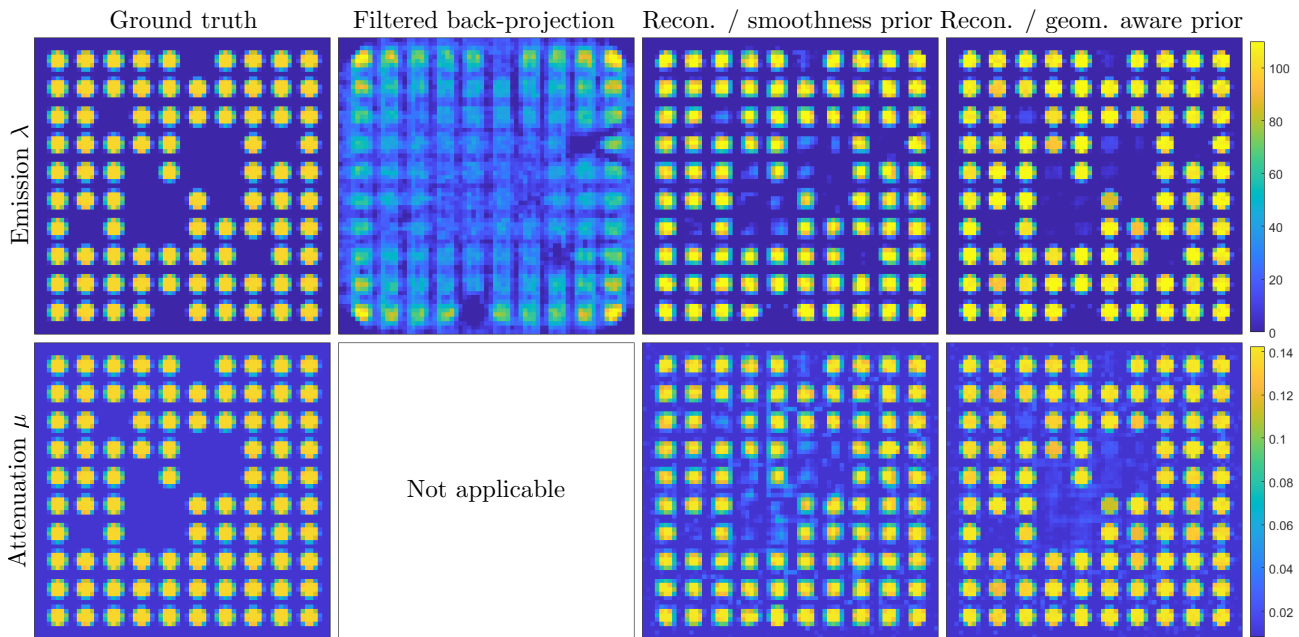 Ground truth
Filtered back-projection
Recon. / smoothness prior
Recon. / geom. aware prior
Emission λ
100
80
60
40
20
0
Attenuation μ
Not applicable
0.14
0.12
0.1
0.08
0.06
0.04
0.02